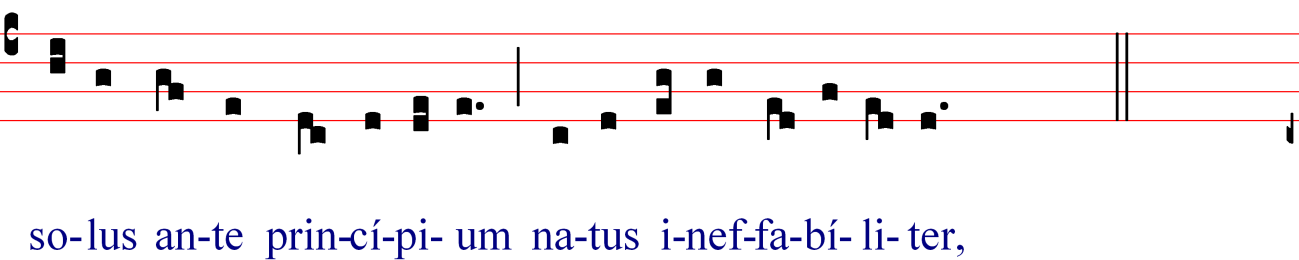 so-lus an-te prin-cí-pi- um na-tus i-nef-fa-bí- li- ter,